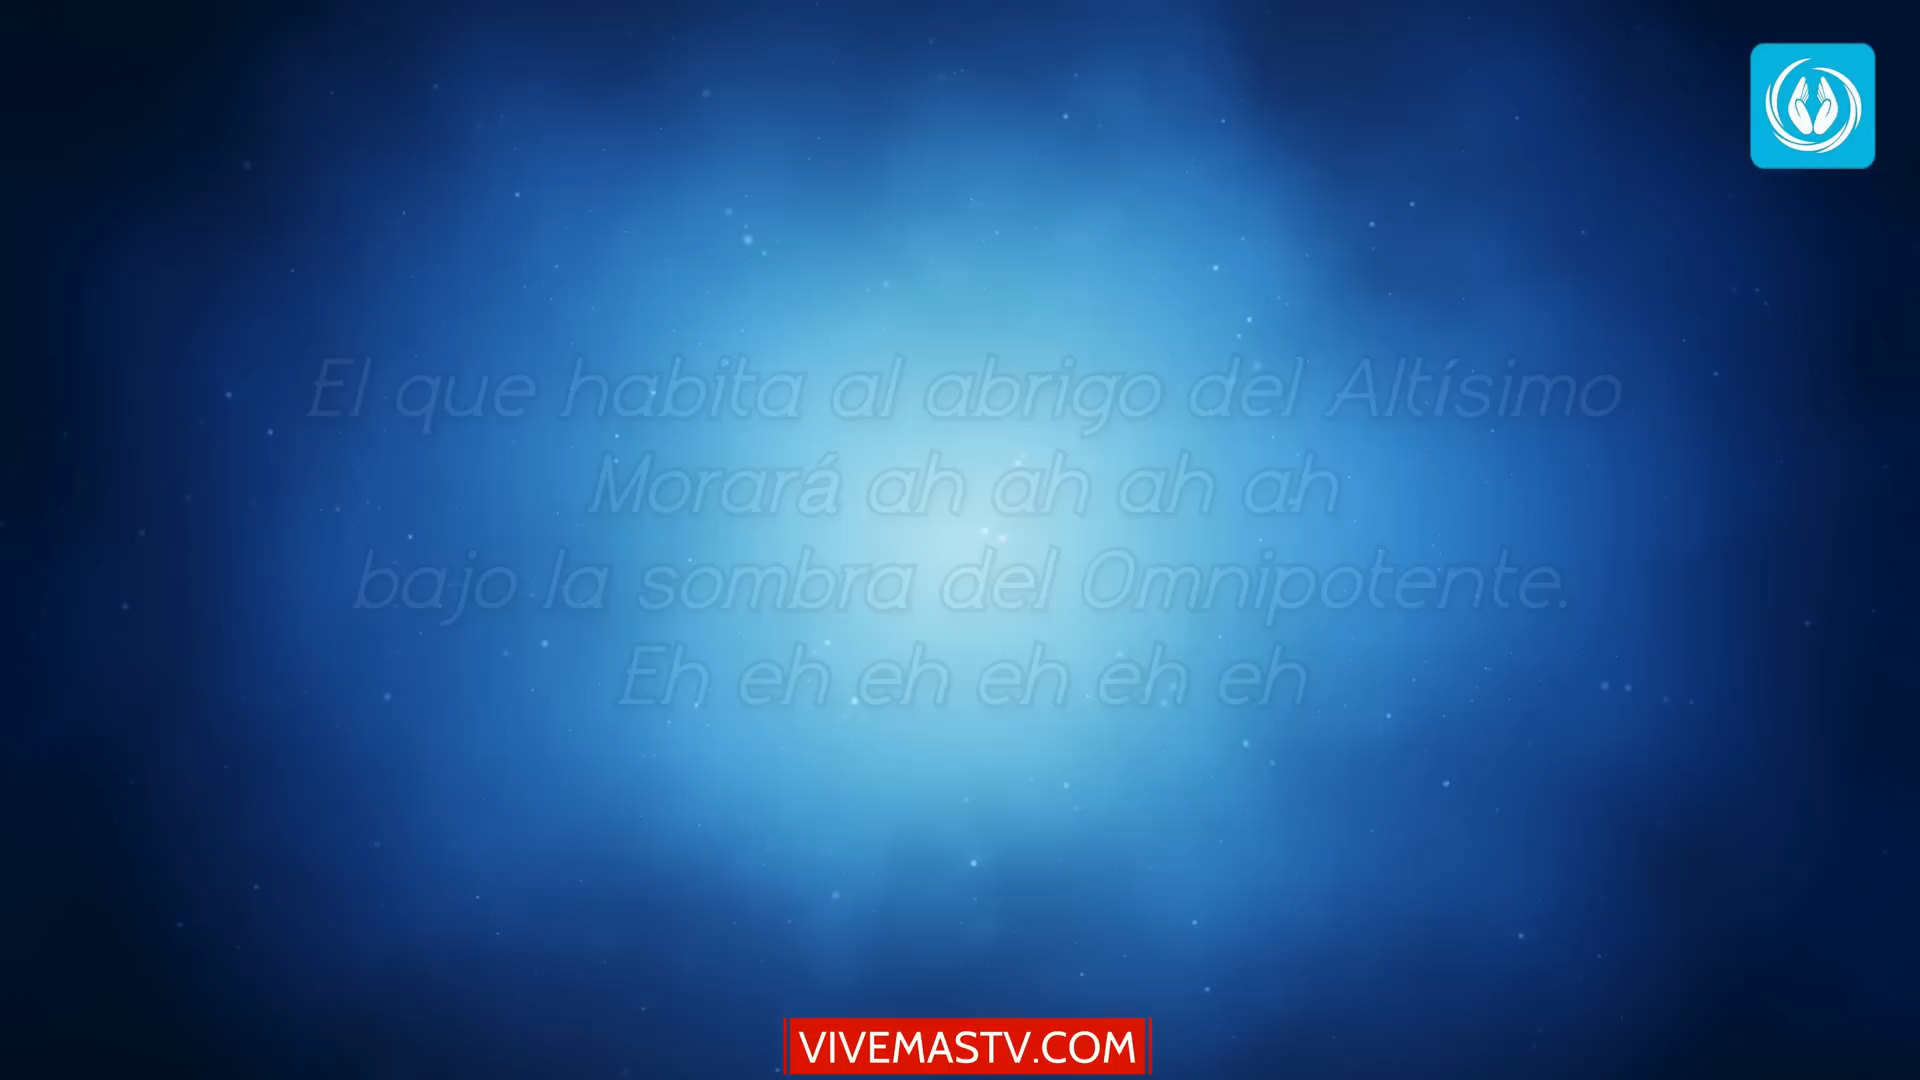 El que habita al abrigo del Altísimo
Morará ah ah ah ah
bajo la sombra del Omnipotente.
Eh eh eh eh eh eh
VIVEMASTV.COM